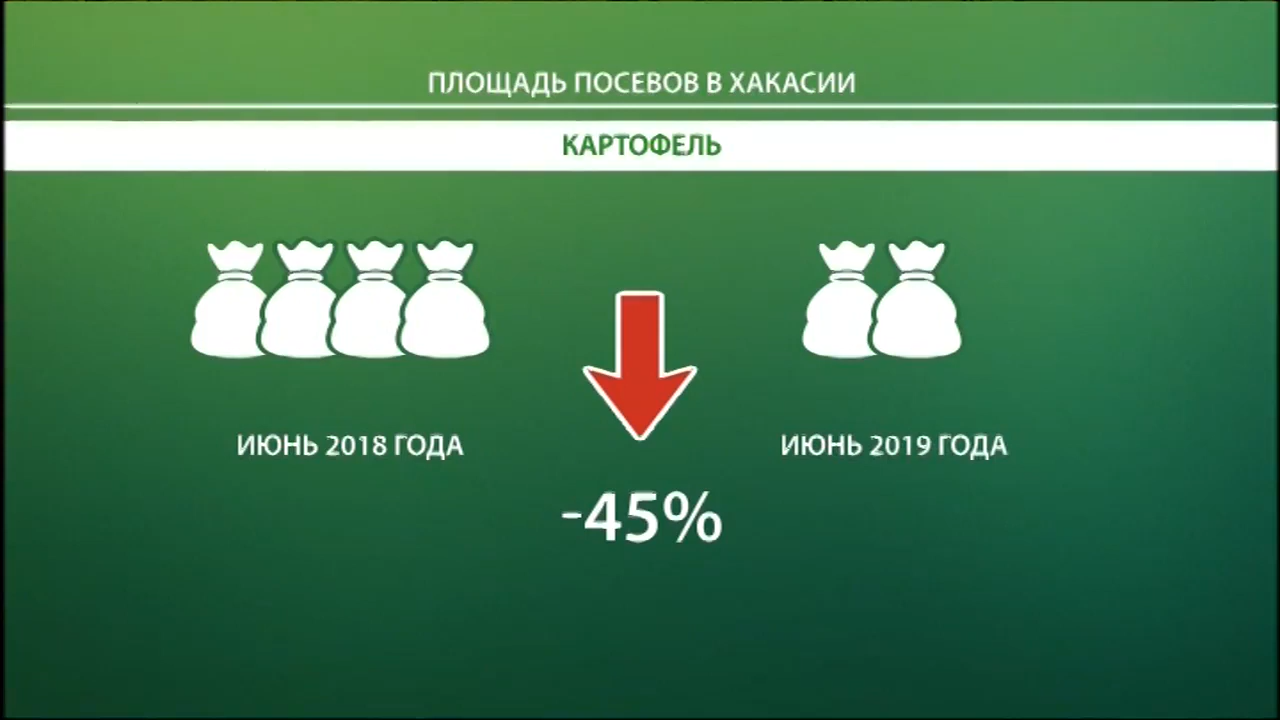 ПЛОЩАДЬ ПОСЕВОВ В ХАКАСИИ
КАРТОФЕЛЬ
ИЮНЬ 2018 ГОДА
ИЮНЬ 2019 ГОДА
-45%